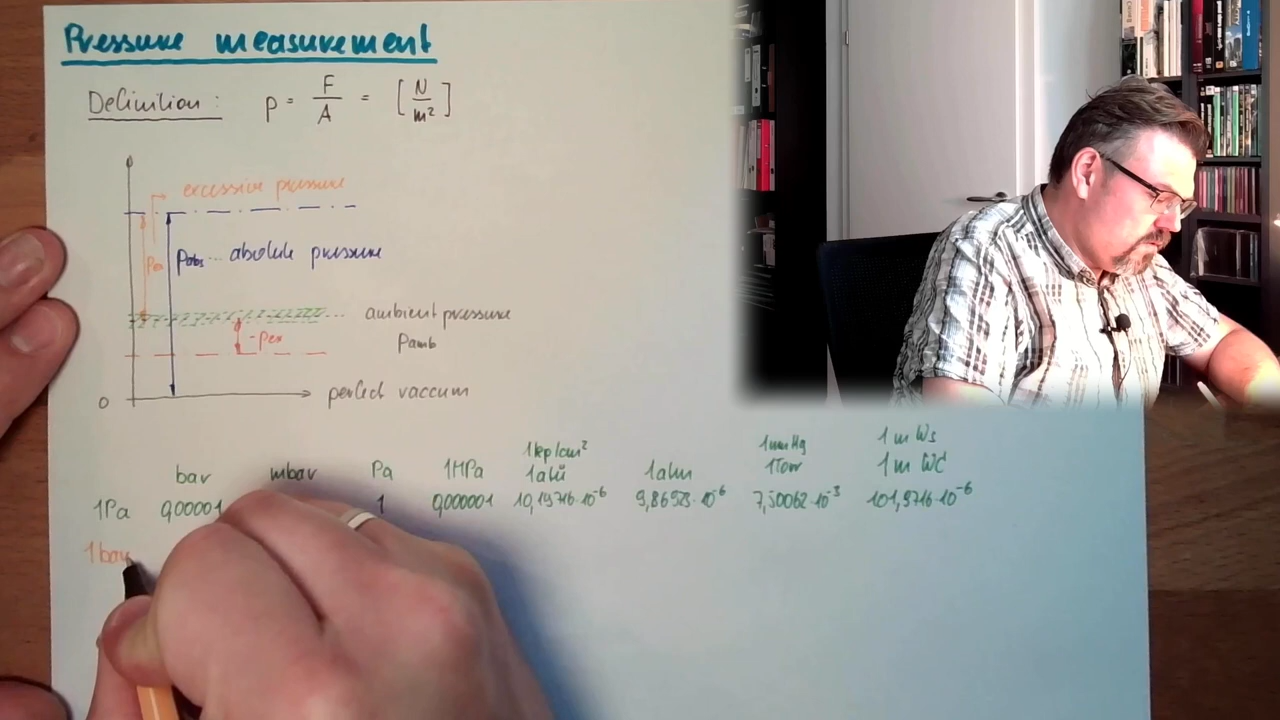 Pressure measurement
Definition: p = F/A = [N/m²]
excessive pressure
pex
Pabs ... absolute pressure
ambient pressure
-pex
Pamb
0
perfect vaccum
1kp/cm² 1mmHg 1 m Ws
bar mbar Pa 1MPa 1atü 1atm 1Torr 1 m WC
1Pa 0,00001 1 0,000001 10,19716·10⁻⁶ 9,86923·10⁻⁶ 7,50062·10⁻³ 101,9716·10⁻⁶
1bar